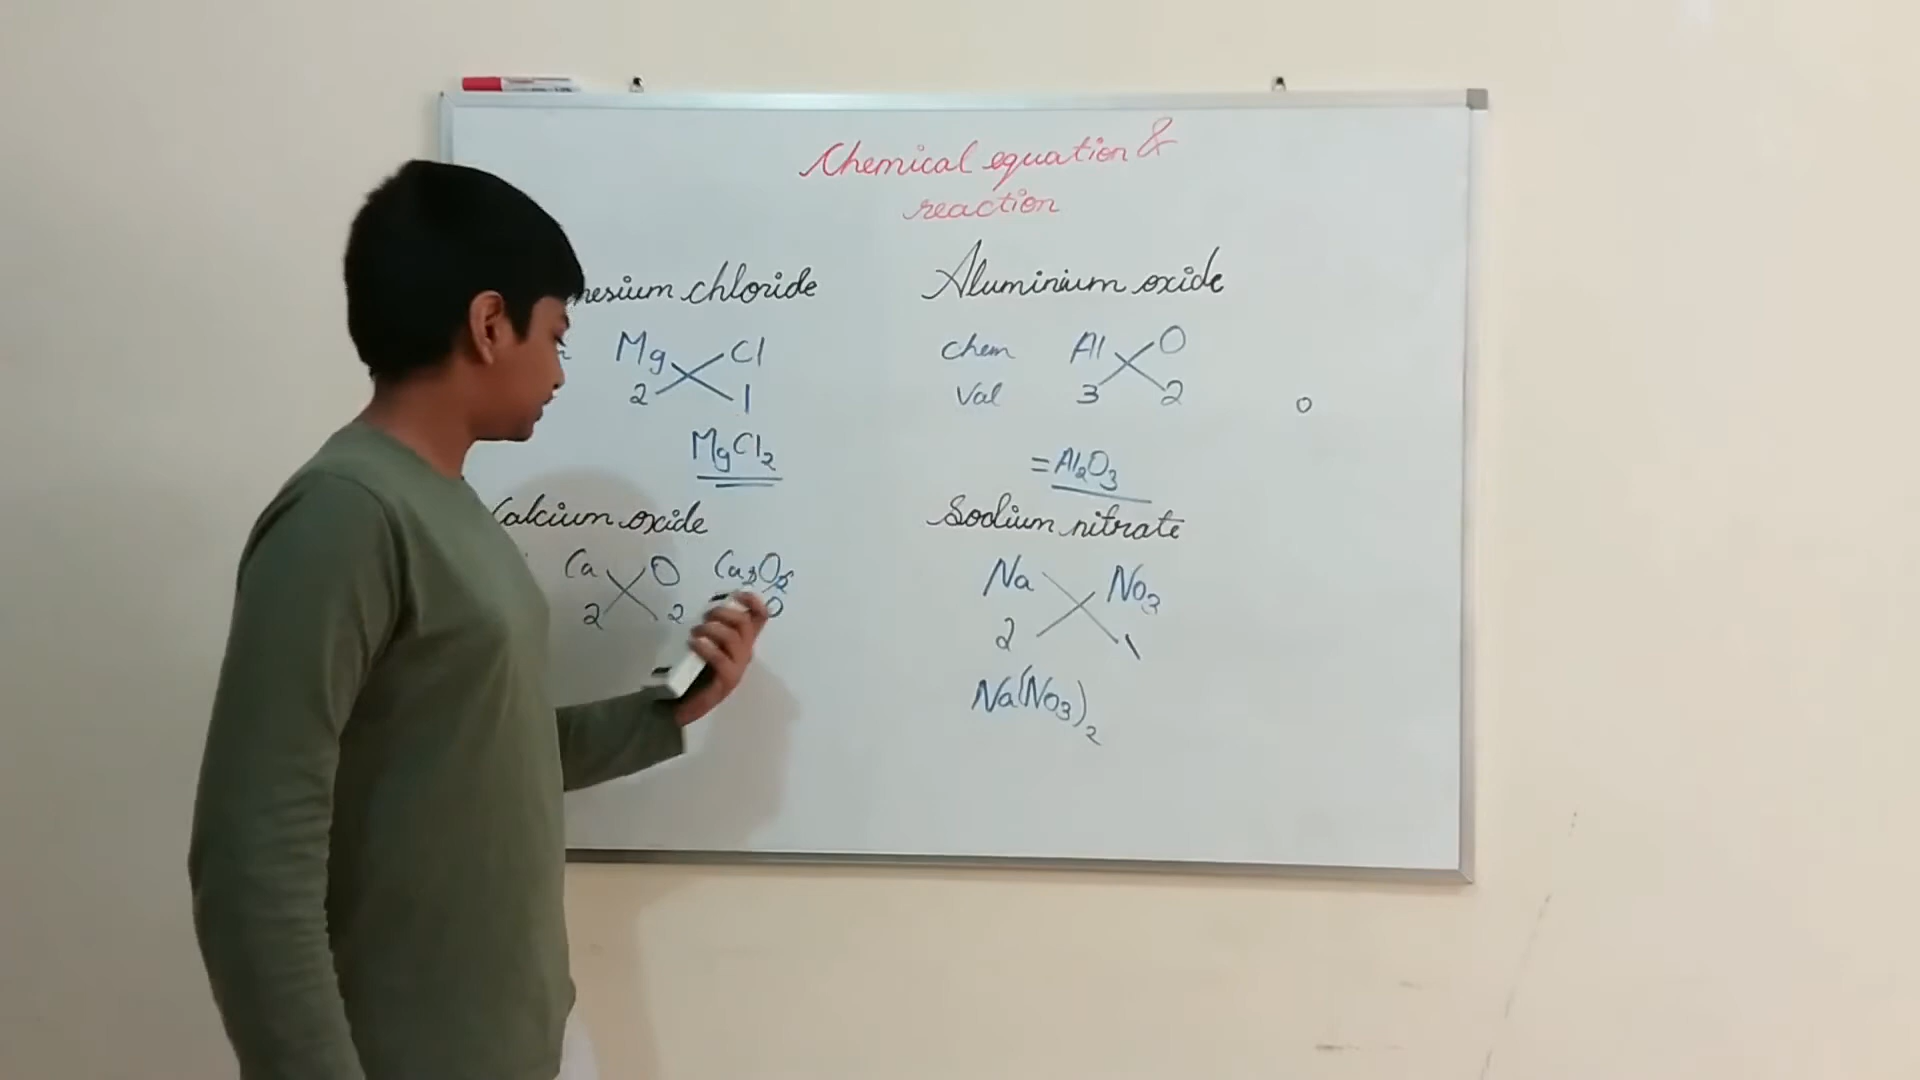 Chemical equation &
reaction
nesium chloride
Mg Cl
2 1
MgCl2
Calcium oxide
Ca O Ca2O2
2 2 O
Aluminium oxide
Chem Al O
Val 3 2
o
=Al2O3
Sodium nitrate
Na No3
2 1
Na(No3)2